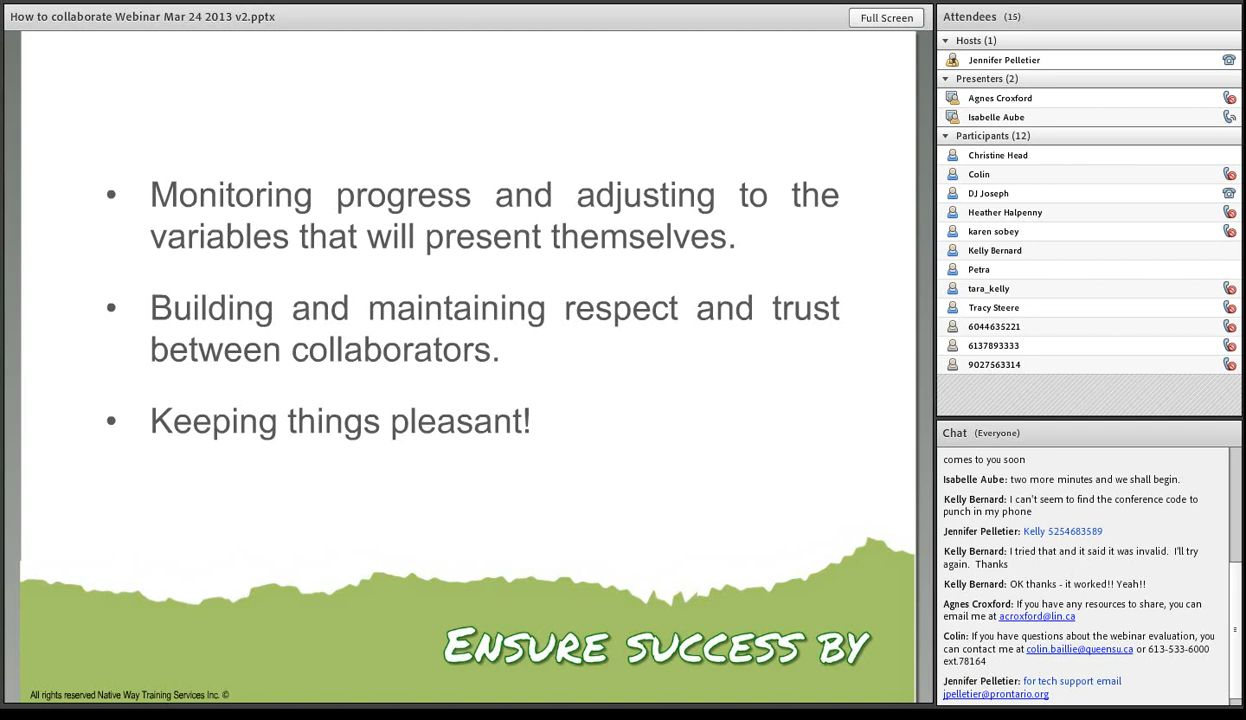 How to collaborate Webinar Mar 24 2013 v2.pptx
Full Screen
• Monitoring progress and adjusting to the
variables that will present themselves.
• Building and maintaining respect and trust
between collaborators.
• Keeping things pleasant!
Ensure success by
All rights reserved Native Way Training Services Inc. ©
Attendees (15)
Hosts (1)
Jennifer Pelletier
Presenters (2)
Agnes Croxford
Isabelle Aube
Participants (12)
Christine Head
Colin
DJ Joseph
Heather Halpenny
karen sobey
Kelly Bernard
Petra
tara_kelly
Tracy Steere
6044635221
6137893333
9027563314
Chat (Everyone)
comes to you soon
Isabelle Aube: two more minutes and we shall begin.
Kelly Bernard: I can't seem to find the conference code to
punch in my phone
Jennifer Pelletier: Kelly 5254683589
Kelly Bernard: I tried that and it said it was invalid. I'll try
again. Thanks
Kelly Bernard: OK thanks - it worked!! Yeah!!
Agnes Croxford: If you have any resources to share, you can
email me at acroxford@lin.ca
Colin: If you have questions about the webinar evaluation, you
can contact me at colin.baillie@queensu.ca or 613-533-6000
ext.78164
Jennifer Pelletier: for tech support email
jpelletier@prontario.org